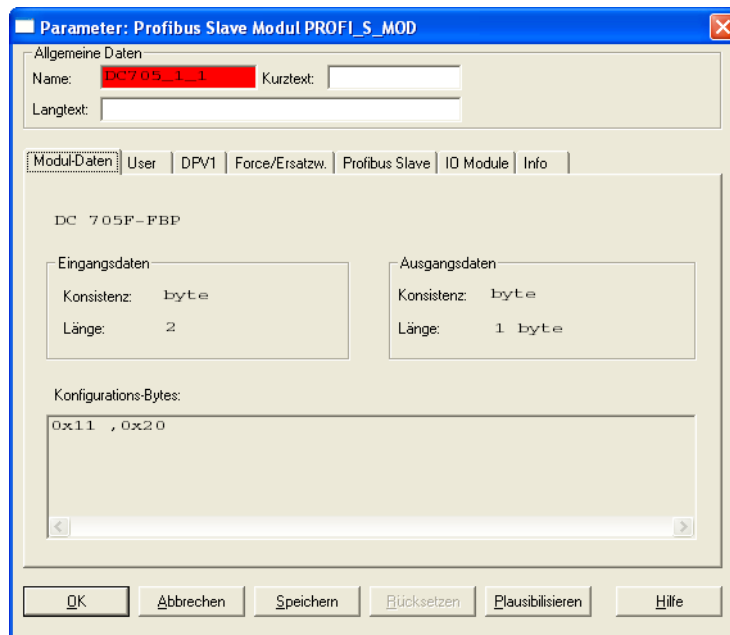 Parameter: Profibus Slave Modul PROFI_S_MOD
Allgemeine Daten
Name: DC705_1_1 Kurztext:
Langtext:
Modul-Daten User DPV1 Force/Ersatzw. Profibus Slave IO Module Info
DC 705F-FBP
Eingangsdaten Ausgangsdaten
Konsistenz: byte Konsistenz: byte
Länge: 2 Länge: 1 byte
Konfigurations-Bytes:
0x11 ,0x20
OK Abbrechen Speichern Rücksetzen Plausibilisieren Hilfe